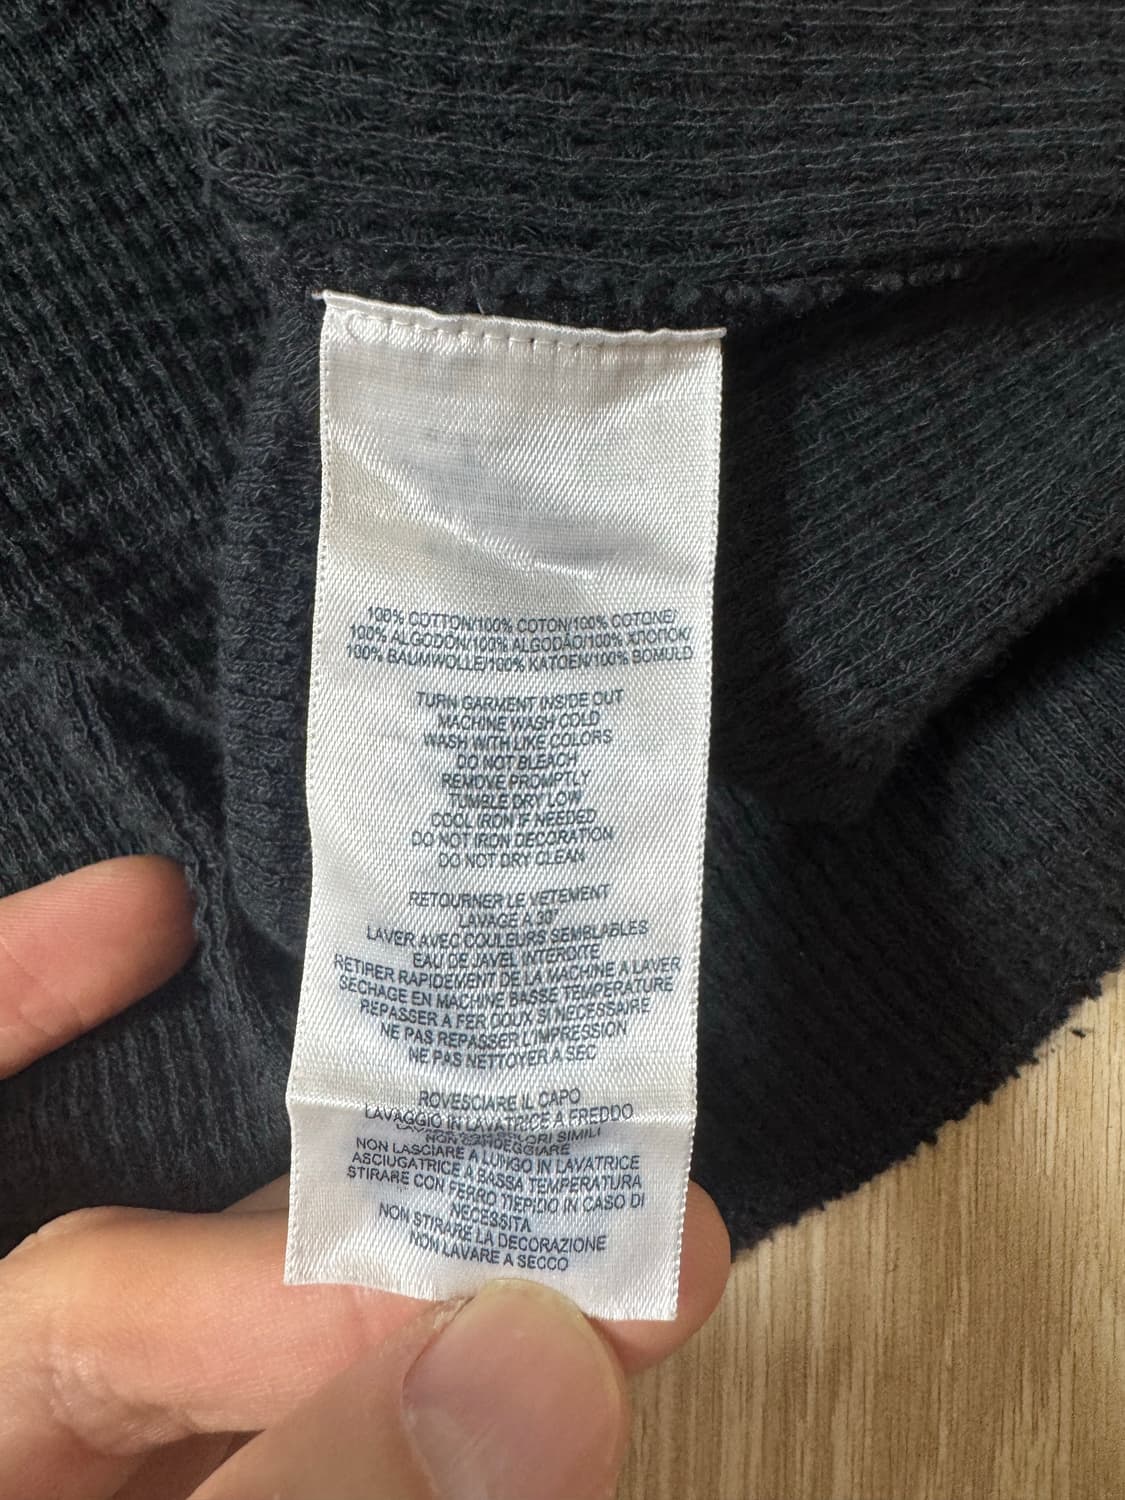 100% COTTON/100% COTON/100% COTONE/
100% ALGODON/100% ALGODÃO/100% ХЛОПОК/
100% BAUMWOLLE/100% KATOEN/100% BOMULD
TURN GARMENT INSIDE OUT
MACHINE WASH COLD
WASH WITH LIKE COLORS
DO NOT BLEACH
REMOVE PROMPTLY
TUMBLE DRY LOW
COOL IRON IF NEEDED
DO NOT IRON DECORATION
DO NOT DRY CLEAN
RETOURNER LE VETEMENT
LAVAGE A 30°
LAVER AVEC COULEURS SEMBLABLES
EAU DE JAVEL INTERDITE
RETIRER RAPIDEMENT DE LA MACHINE A LAVER
SECHAGE EN MACHINE BASSE TEMPERATURE
REPASSER A FER DOUX SI NECESSAIRE
NE PAS REPASSER L'IMPRESSION
NE PAS NETTOYER A SEC
ROVESCIARE IL CAPO
LAVAGGIO IN LAVATRICE A FREDDO
SIMILI
NON CANDEGGIARE
NON LASCIARE A LUNGO IN LAVATRICE
ASCIUGATRICE A BASSA TEMPERATURA
STIRARE CON FERRO TIEPIDO IN CASO DI
NECESSITA
NON STIRARE LA DECORAZIONE
NON LAVARE A SECCO